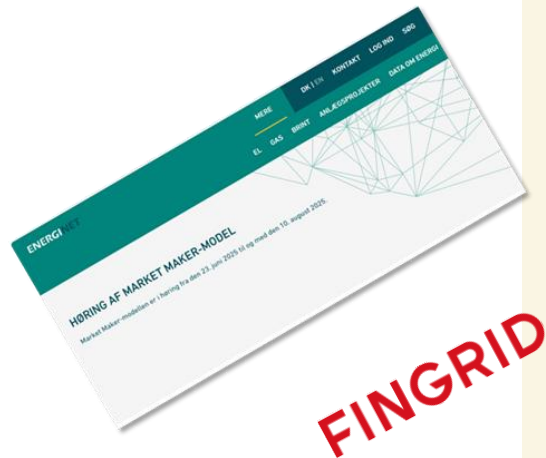 DK | EN KONTAKT LOG IND SØG
MERE
EL GAS BRINT ANLÆGSPROJEKTER DATA OM ENERGI
ENERGINET
HØRING AF MARKET MAKER-MODEL
Market Maker-modellen er i høring fra den 23. juni 2025 til og med den 10. august 2025.
FINGRID